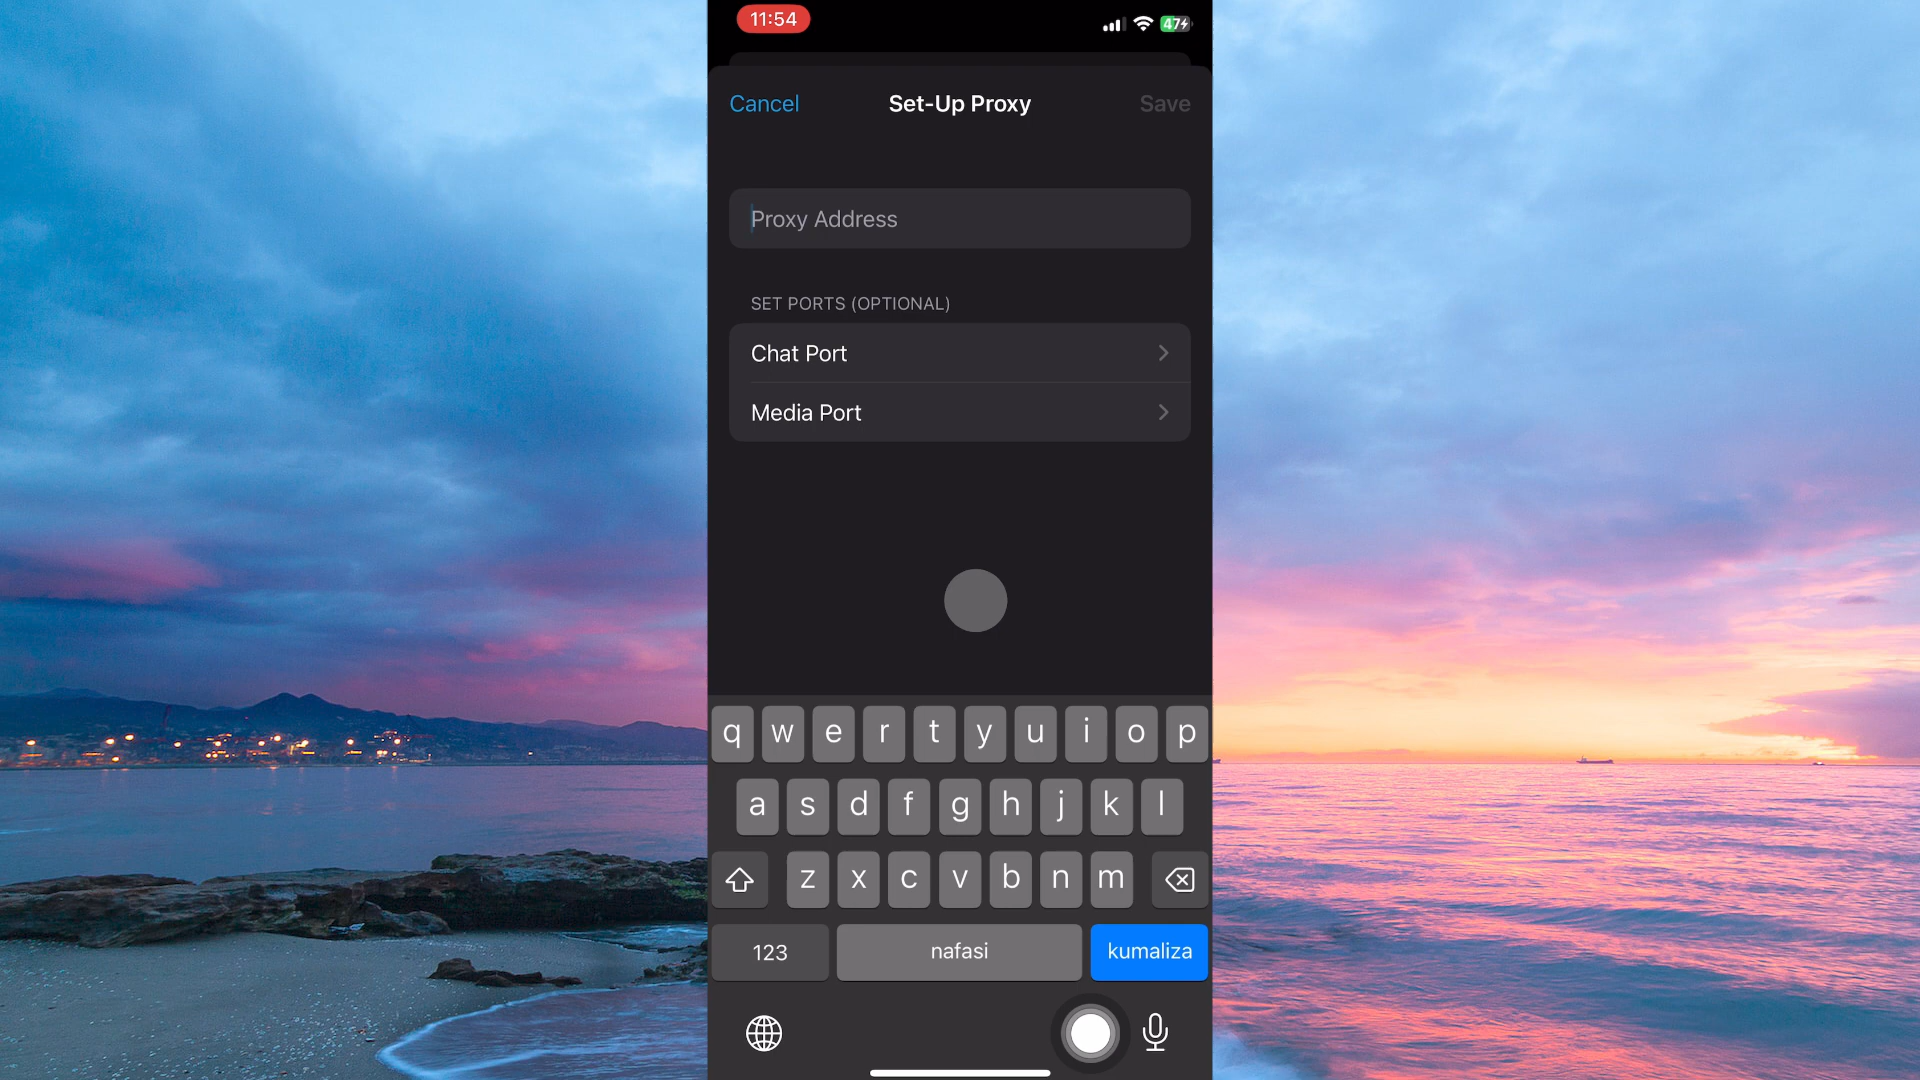 11:54
47
Cancel
Set-Up Proxy
Save
Proxy Address
SET PORTS (OPTIONAL)
Chat Port
Media Port
q w e r t y u i o p
a s d f g h j k l
z x c v b n m
123
nafasi
kumaliza